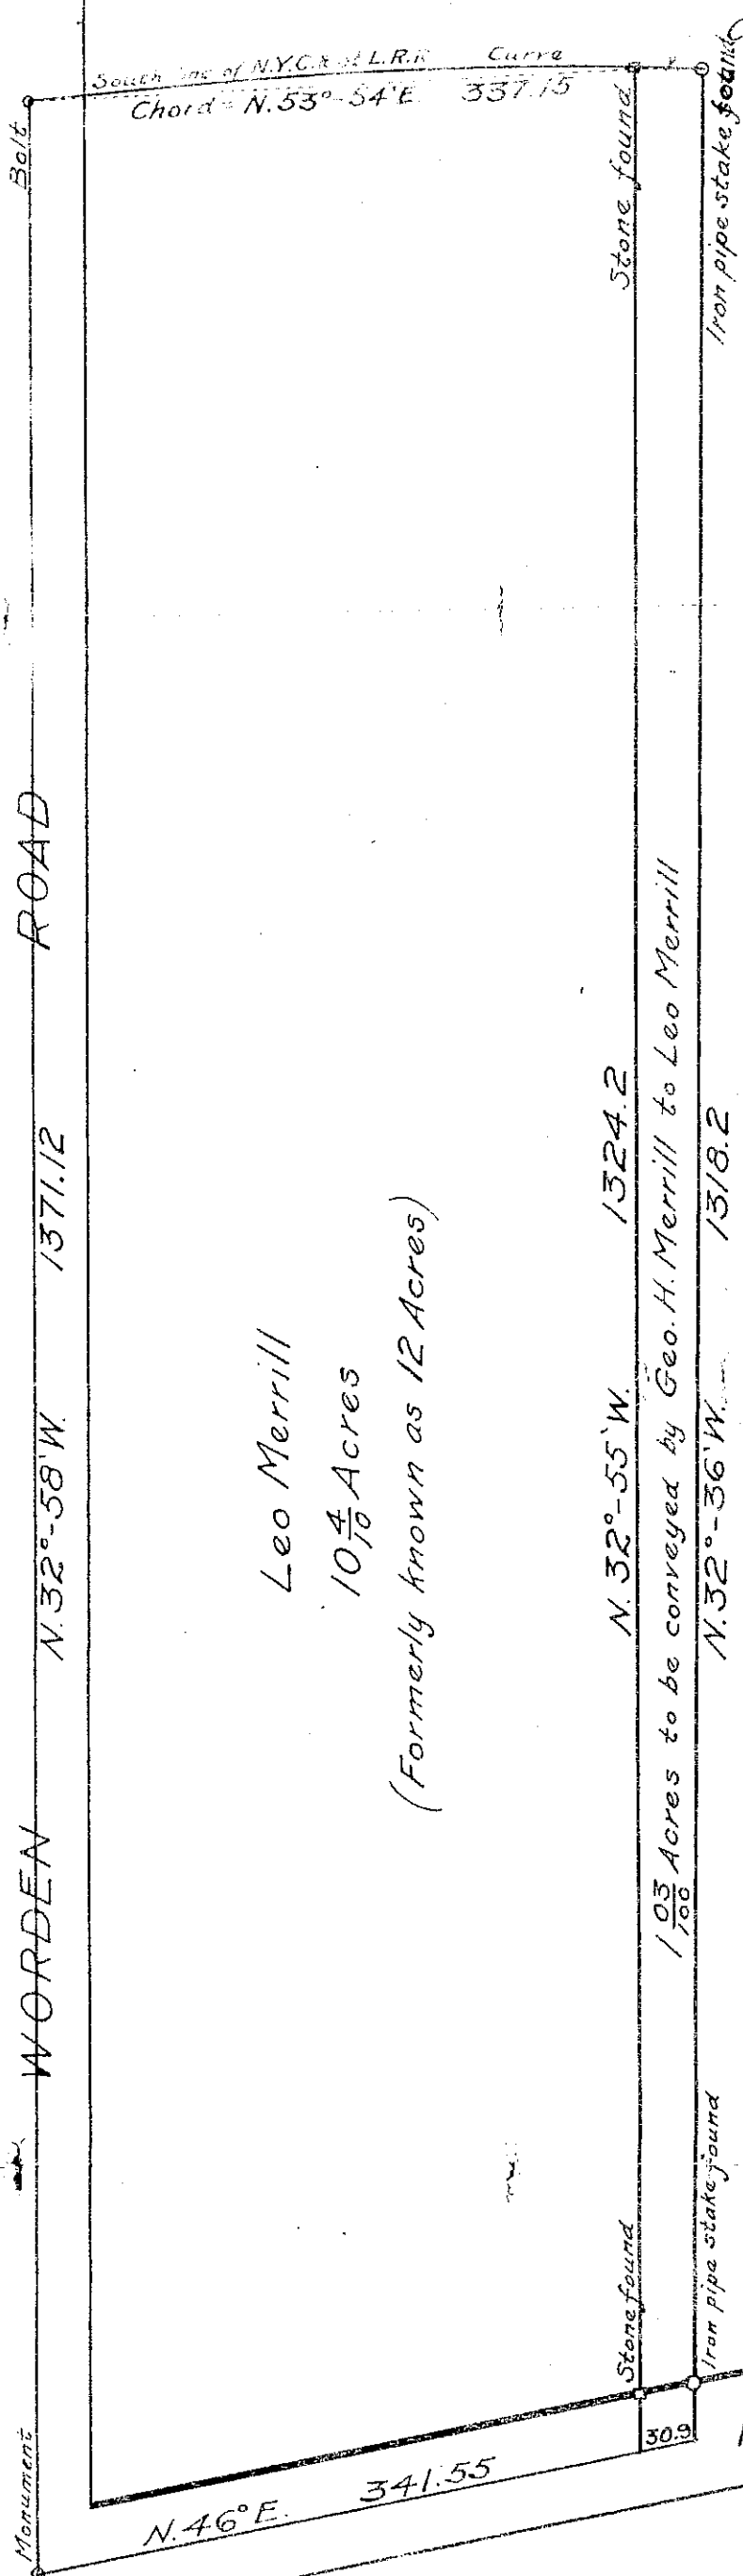 South line of N.Y.C. & St L.R.R. Curve
Chord = N.53°-54'E. 337.15
Bolt
Stone found
Iron pipe stake found
WORDEN ROAD
N.32°-58'W. 1371.12
Leo Merrill
10 4/10 Acres
(Formerly known as 12 Acres)
N.32°-55'W. 1324.2
1 03/100 Acres to be conveyed by Geo. H. Merrill to Leo Merrill
N.32°-36'W. 1318.2
Stone found
Iron pipe stake found
Monument
N.46°E. 341.55
30.9